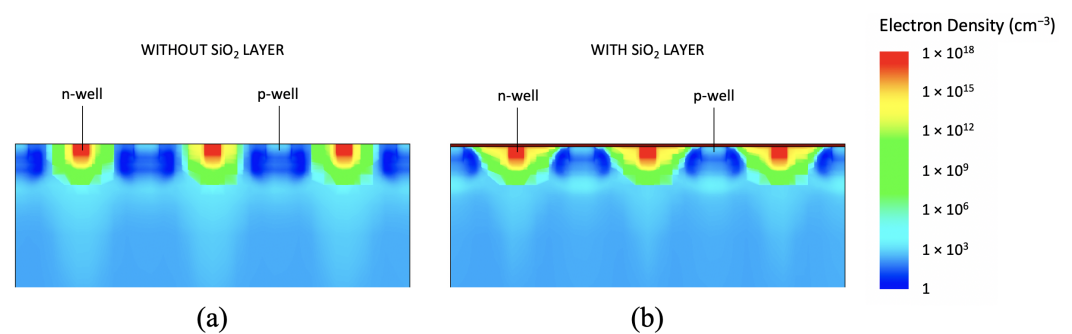 Electron Density (cm⁻³)
WITHOUT SiO₂ LAYER
WITH SiO₂ LAYER
n-well
p-well
n-well
p-well
1 × 10¹⁸
1 × 10¹⁵
1 × 10¹²
1 × 10⁹
1 × 10⁶
1 × 10³
1
(a)
(b)